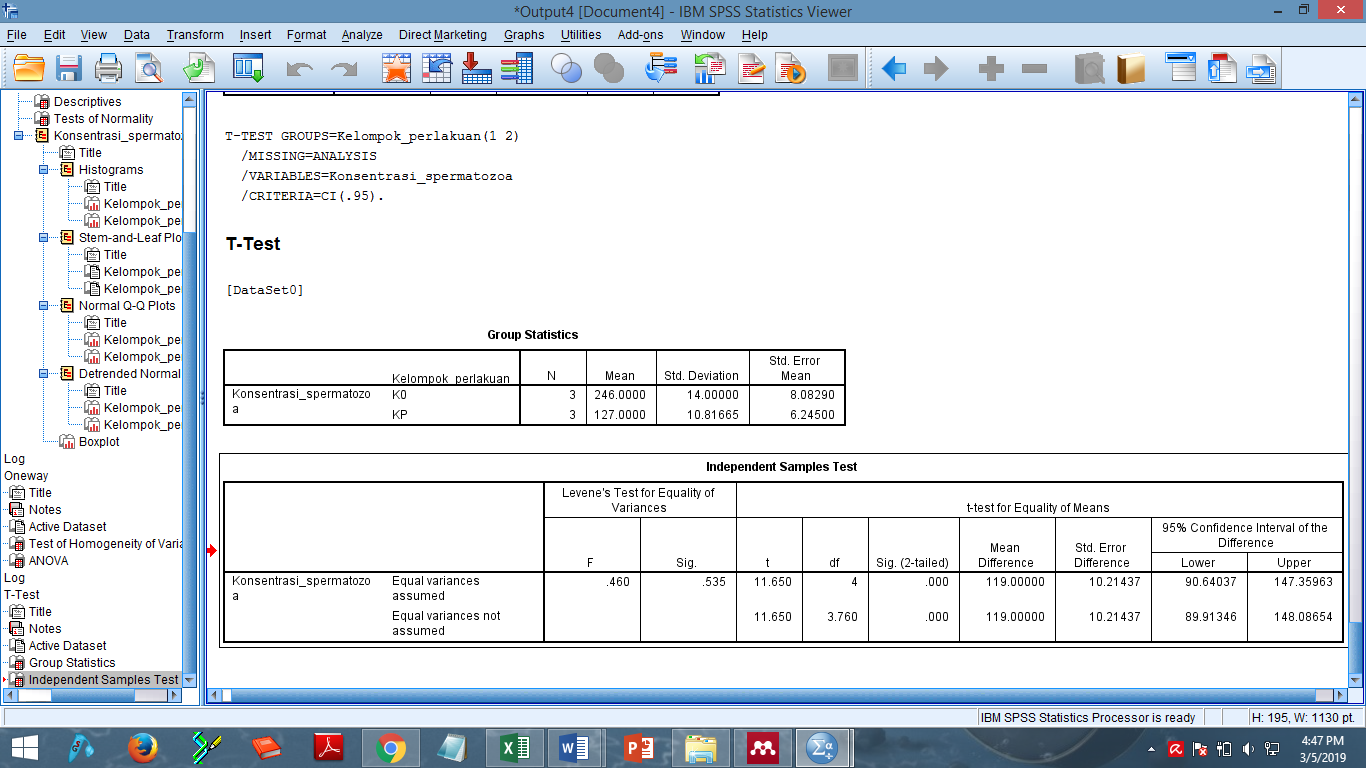 *Output4 [Document4] - IBM SPSS Statistics Viewer
File Edit View Data Transform Insert Format Analyze Direct Marketing Graphs Utilities Add-ons Window Help
Descriptives
Tests of Normality
Konsentrasi_spermato
Title
Histograms
Title
Kelompok_pe
Kelompok_pe
Stem-and-Leaf Plo
Title
Kelompok_pe
Kelompok_pe
Normal Q-Q Plots
Title
Kelompok_pe
Kelompok_pe
Detrended Normal
Title
Kelompok_pe
Kelompok_pe
Boxplot
Log
Oneway
Title
Notes
Active Dataset
Test of Homogeneity of Varia
ANOVA
Log
T-Test
Title
Notes
Active Dataset
Group Statistics
Independent Samples Test
T-TEST GROUPS=Kelompok_perlakuan(1 2)
/MISSING=ANALYSIS
/VARIABLES=Konsentrasi_spermatozoa
/CRITERIA=CI(.95).
T-Test
[DataSet0]
Group Statistics
Kelompok_perlakuan N Mean Std. Deviation Std. Error Mean
Konsentrasi_spermatozoa K0 3 246.0000 14.00000 8.08290
KP 3 127.0000 10.81665 6.24500
Independent Samples Test
Levene's Test for Equality of Variances t-test for Equality of Means
95% Confidence Interval of the Difference
F Sig. t df Sig. (2-tailed) Mean Difference Std. Error Difference Lower Upper
Konsentrasi_spermatozoa Equal variances assumed .460 .535 11.650 4 .000 119.00000 10.21437 90.64037 147.35963
Equal variances not assumed 11.650 3.760 .000 119.00000 10.21437 89.91346 148.08654
IBM SPSS Statistics Processor is ready H: 195, W: 1130 pt.
4:47 PM
3/5/2019